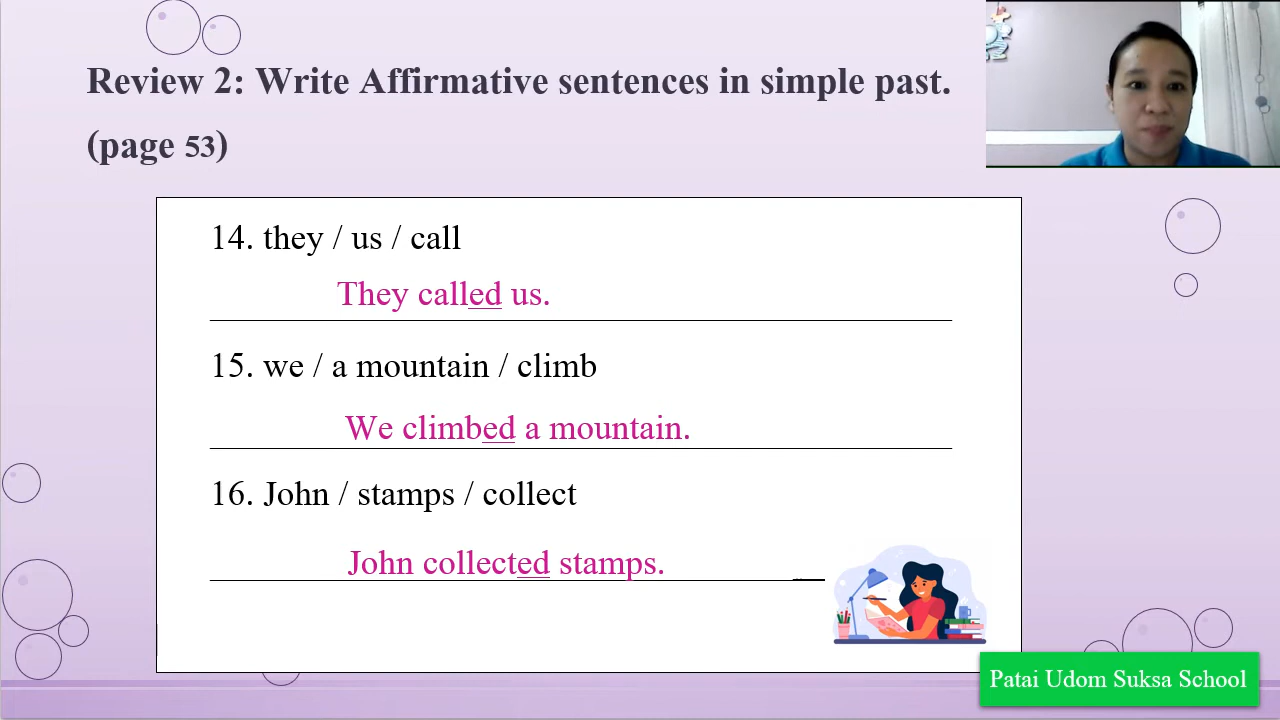 Review 2: Write Affirmative sentences in simple past.
(page 53)
14. they / us / call
They called us.
15. we / a mountain / climb
We climbed a mountain.
16. John / stamps / collect
John collected stamps.
Patai Udom Suksa School